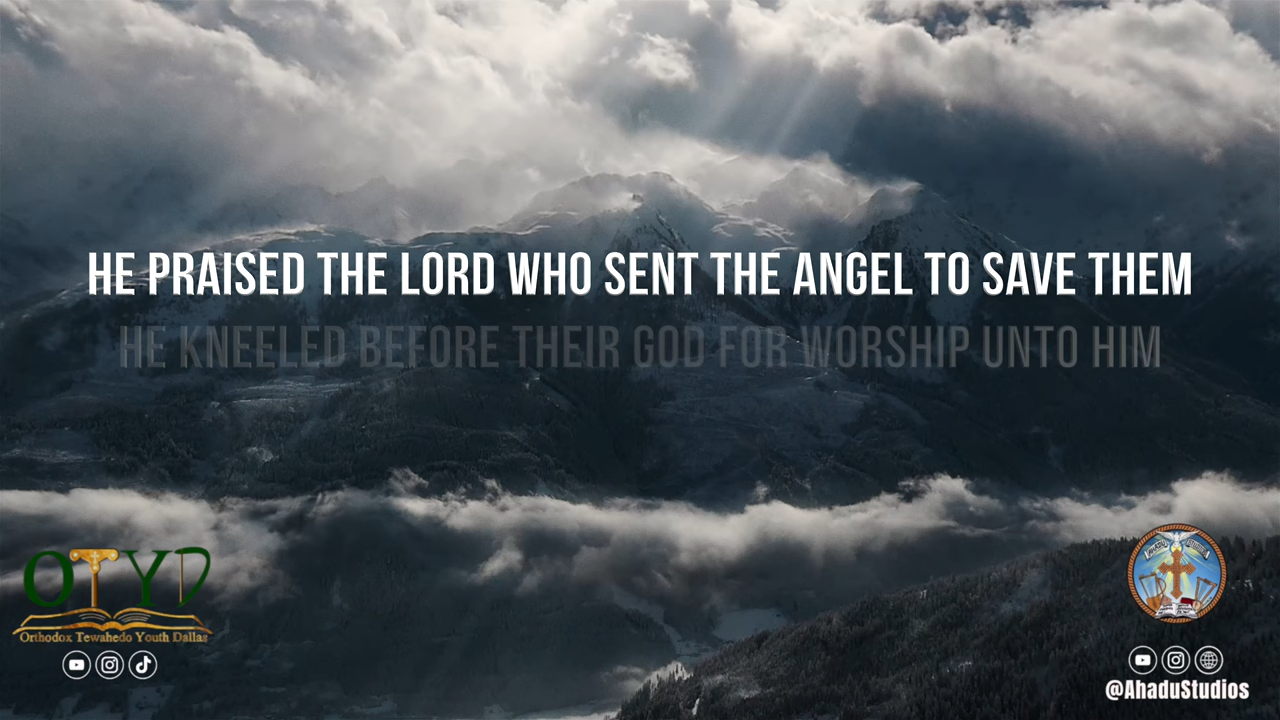 HE PRAISED THE LORD WHO SENT THE ANGEL TO SAVE THEM
HE KNEELED BEFORE THEIR GOD FOR WORSHIP UNTO HIM
OTYD
Orthodox Tewahedo Youth Dallas
@AhaduStudios